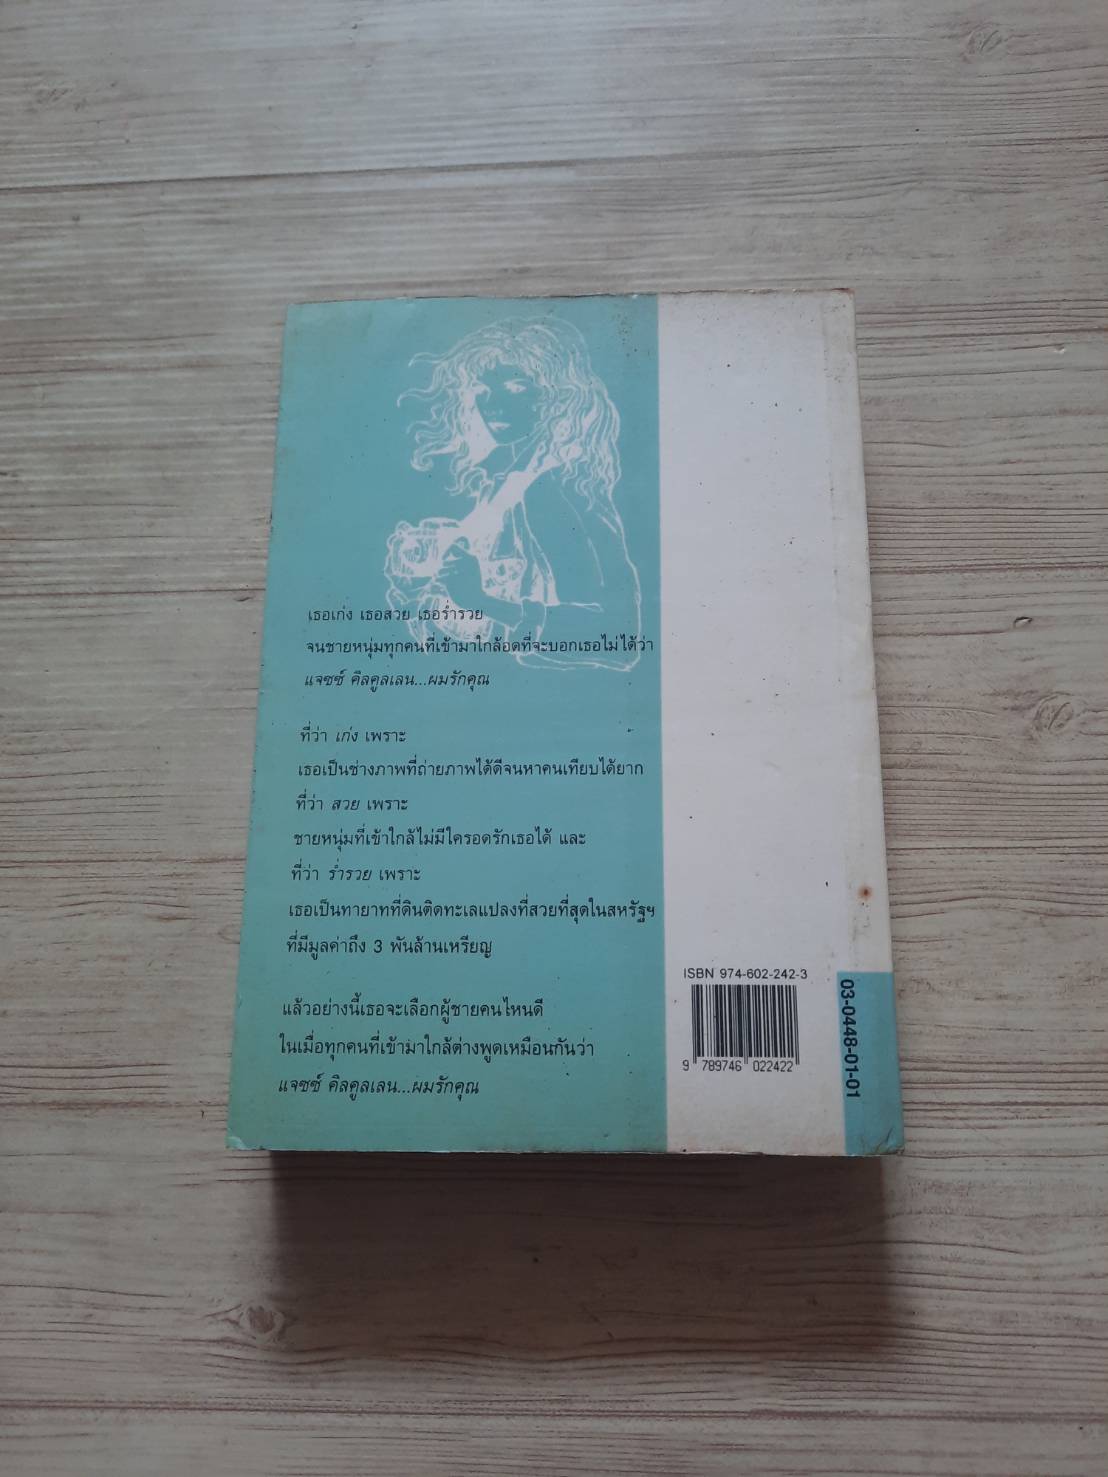 เธอเก่ง เธอสวย เธอร่ำรวย
จนชายหนุ่มทุกคนที่เข้ามาใกล้อดที่จะบอกเธอไม่ได้ว่า
แจซซ์ คิลคูลเลน...ผมรักคุณ
ที่ว่า เก่ง เพราะ
เธอเป็นช่างภาพที่ถ่ายภาพได้ดีจนหาคนเทียบได้ยาก
ที่ว่า สวย เพราะ
ชายหนุ่มที่เข้าใกล้ไม่มีใครอดรักเธอได้ และ
ที่ว่า ร่ำรวย เพราะ
เธอเป็นทายาทที่ดินติดทะเลแปลงที่สวยที่สุดในสหรัฐฯ
ที่มีมูลค่าถึง 3 พันล้านเหรียญ
แล้วอย่างนี้เธอจะเลือกผู้ชายคนไหนดี
ในเมื่อทุกคนที่เข้ามาใกล้ต่างพูดเหมือนกันว่า
แจซซ์ คิลคูลเลน...ผมรักคุณ
ISBN 974-602-242-3
9 789746 022422
03-0448-01-01